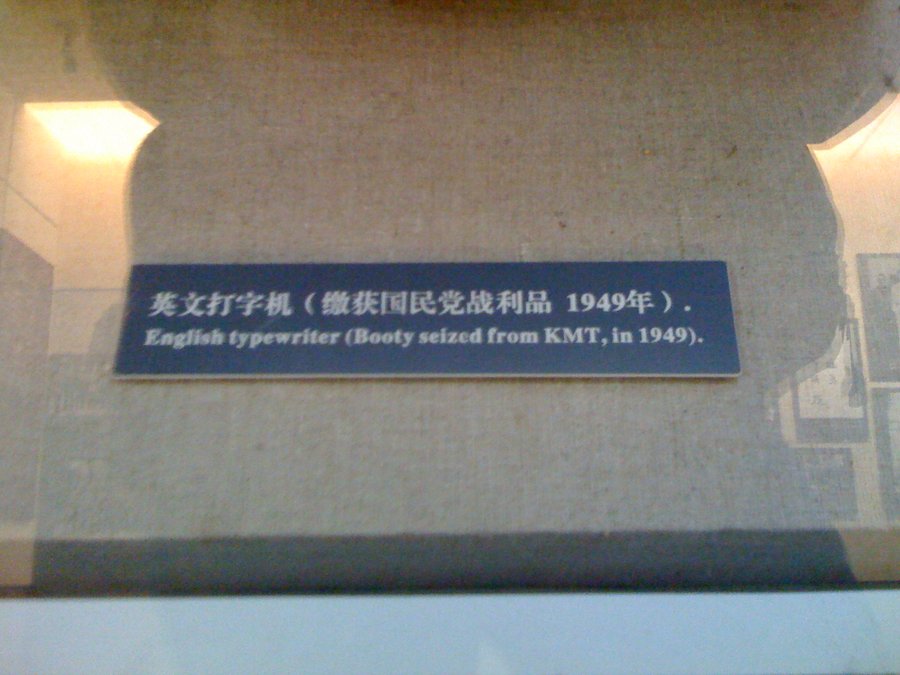 英文打字机（缴获国民党战利品 1949年）.
English typewriter (Booty seized from KMT, in 1949).